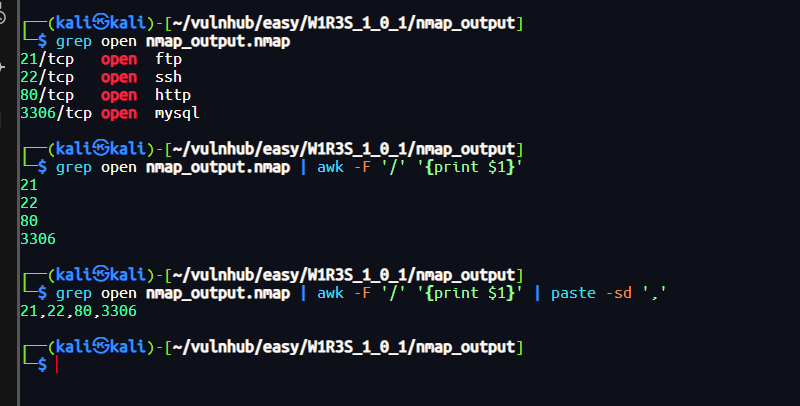 ┌──(kali㉿kali)-[~/vulnhub/easy/W1R3S_1_0_1/nmap_output]
└─$ grep open nmap_output.nmap
21/tcp   open  ftp
22/tcp   open  ssh
80/tcp   open  http
3306/tcp open  mysql
┌──(kali㉿kali)-[~/vulnhub/easy/W1R3S_1_0_1/nmap_output]
└─$ grep open nmap_output.nmap | awk -F '/' '{print $1}'
21
22
80
3306
┌──(kali㉿kali)-[~/vulnhub/easy/W1R3S_1_0_1/nmap_output]
└─$ grep open nmap_output.nmap | awk -F '/' '{print $1}' | paste -sd ','
21,22,80,3306
┌──(kali㉿kali)-[~/vulnhub/easy/W1R3S_1_0_1/nmap_output]
└─$